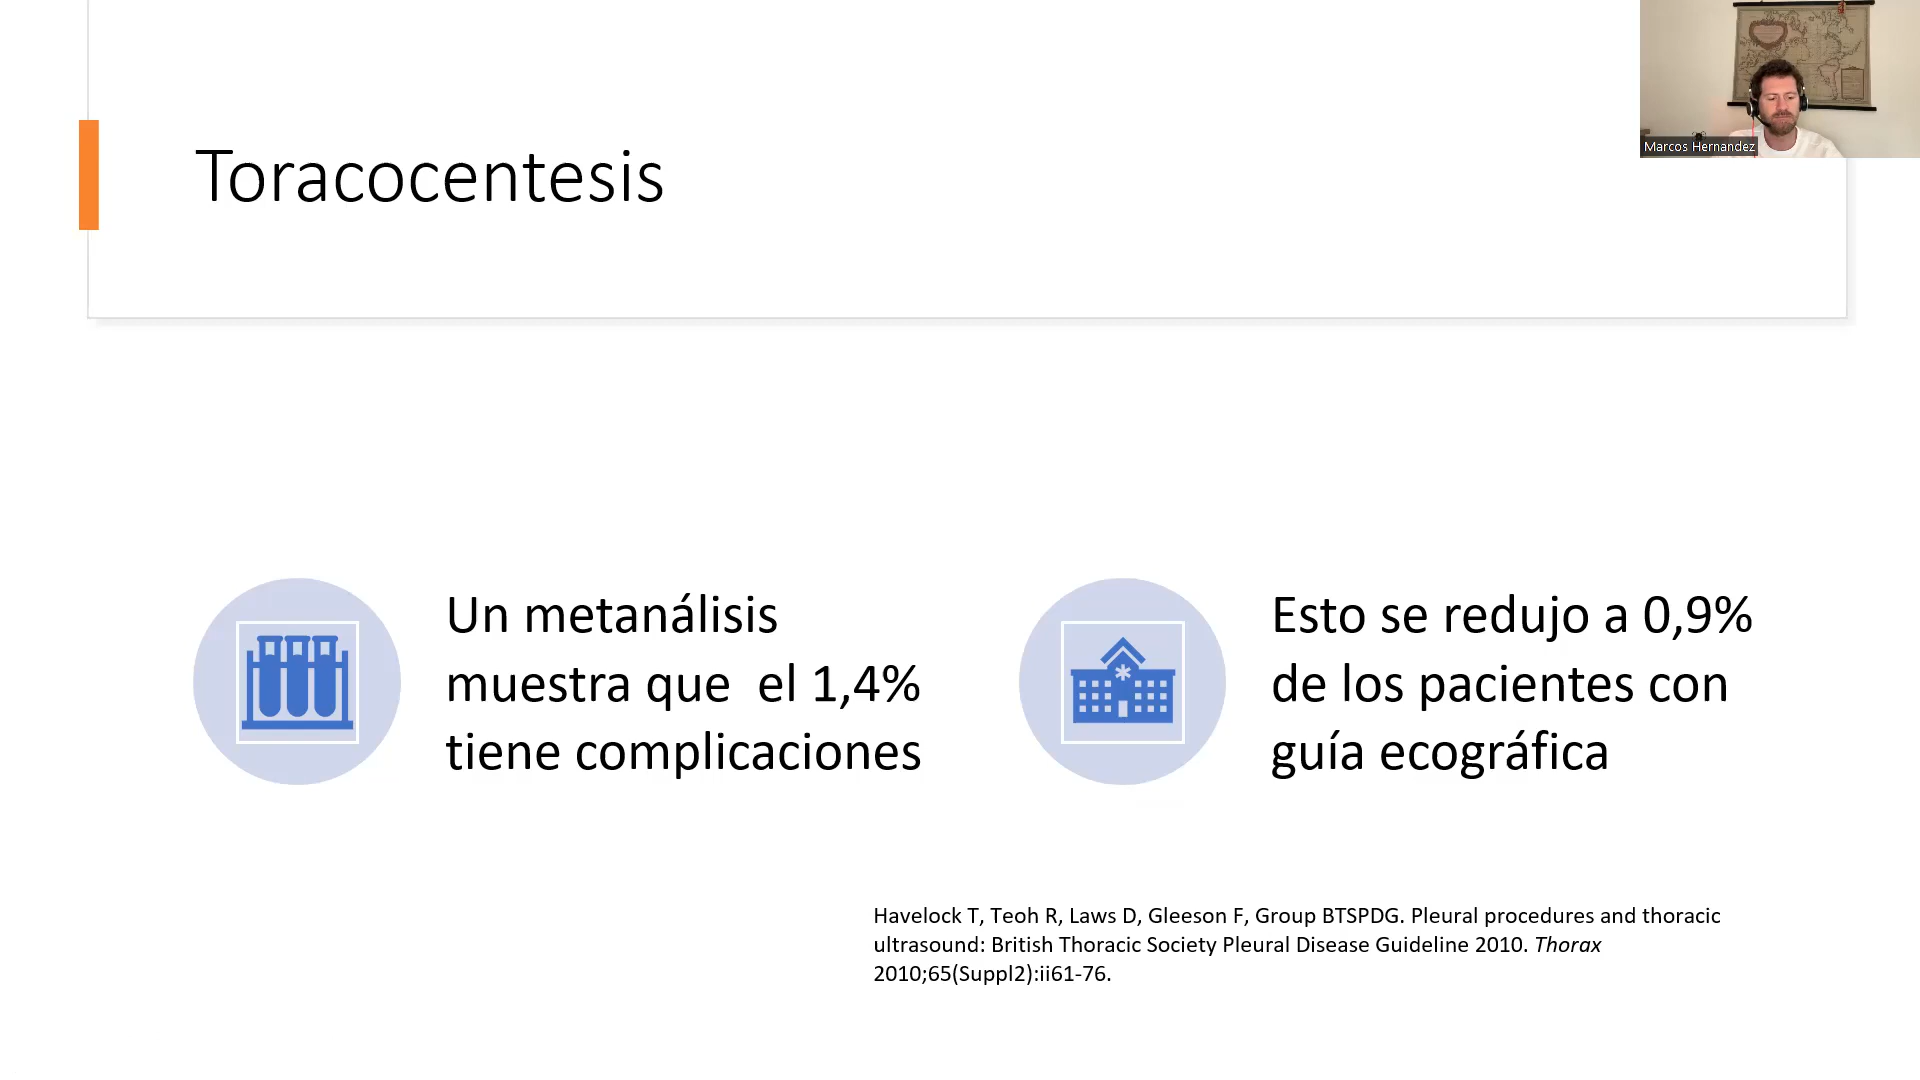 Toracocentesis
Marcos Hernandez
Un metanálisis
muestra que  el 1,4%
tiene complicaciones
Esto se redujo a 0,9%
de los pacientes con
guía ecográfica
Havelock T, Teoh R, Laws D, Gleeson F, Group BTSPDG. Pleural procedures and thoracic
ultrasound: British Thoracic Society Pleural Disease Guideline 2010. Thorax
2010;65(Suppl2):ii61-76.